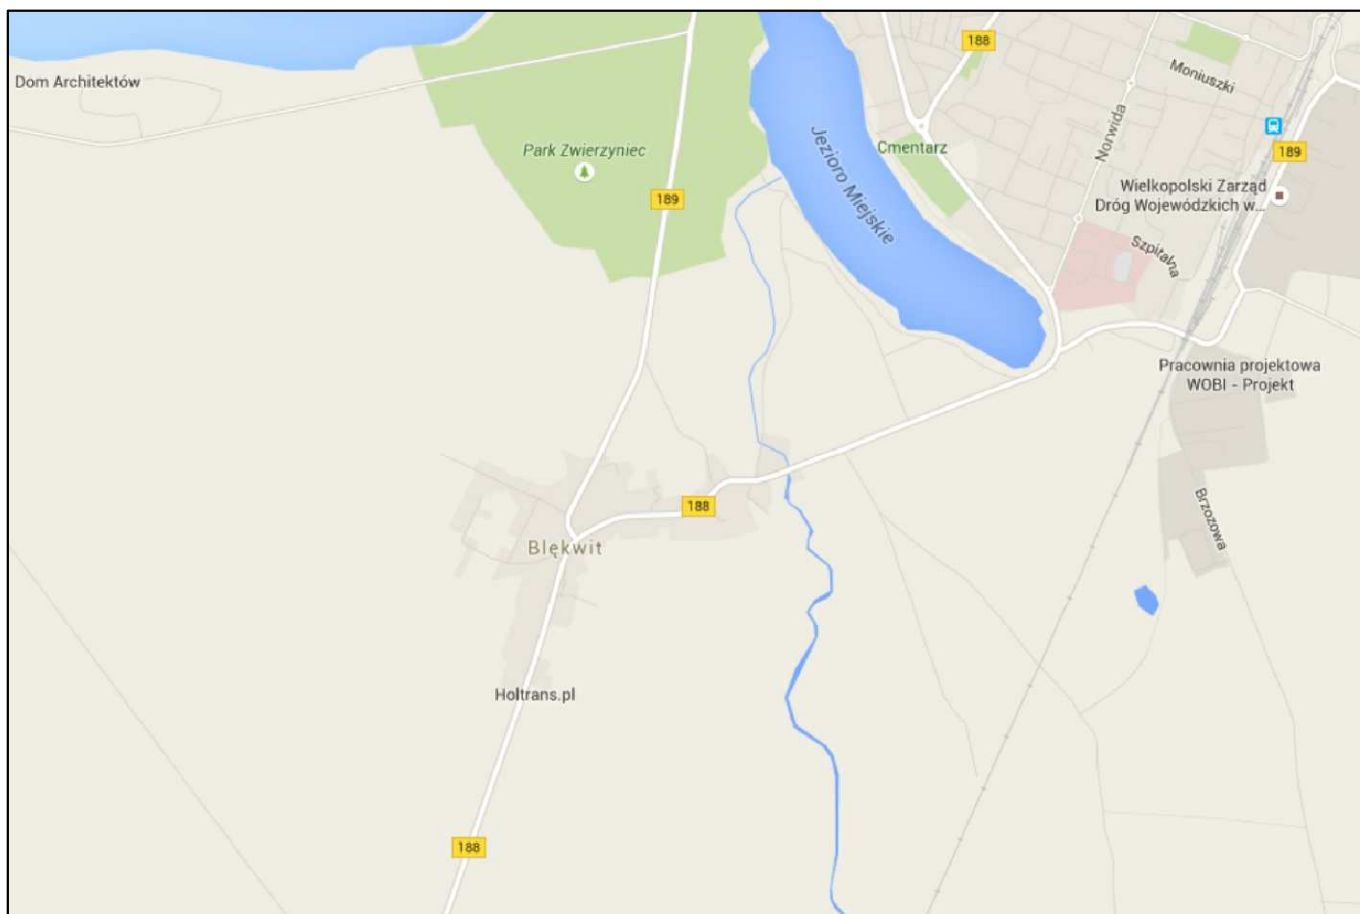 188
Dom Architektów
Moniuszki
Norwida
Park Zwierzyniec
Jezioro Miejskie
Cmentarz
189
189
Wielkopolski Zarząd
Dróg Wojewódzkich w...
Szpitalna
Pracownia projektowa
WOBI - Projekt
188
Brzozowa
Blękwit
Holtrans.pl
188